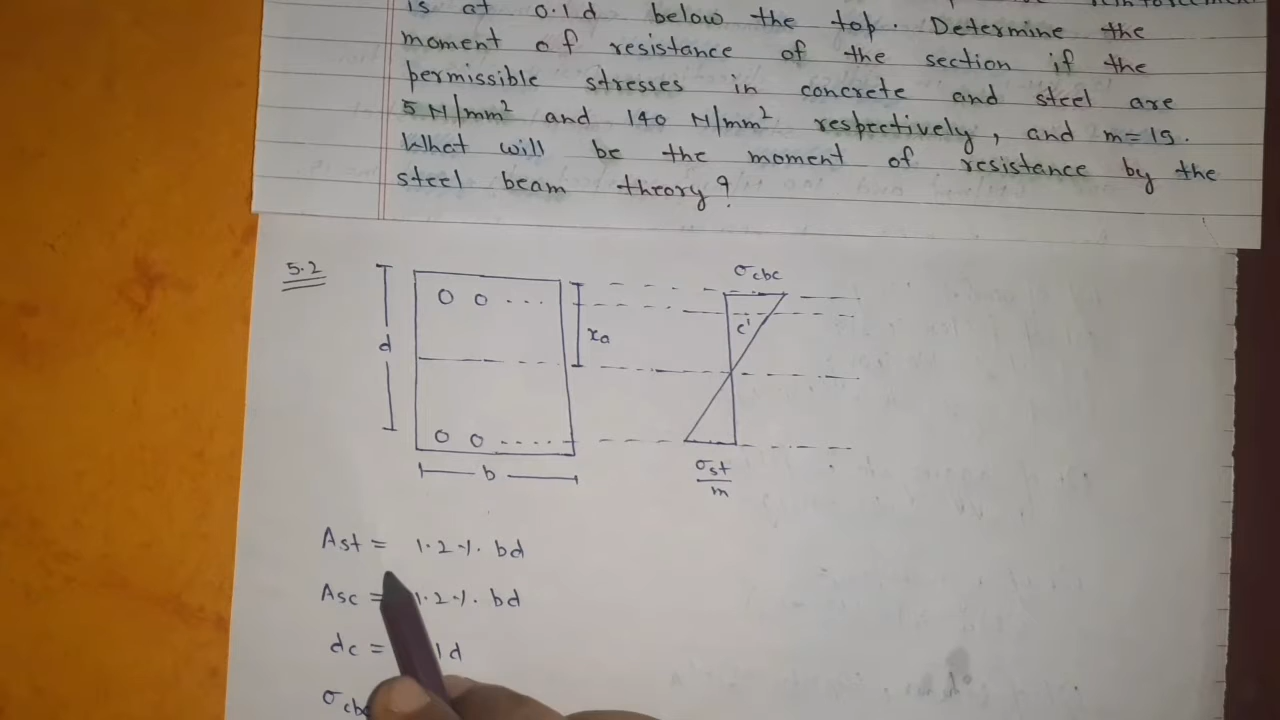 is at 0.1d below the top. Determine the
moment of resistance of the section if the
permissible stresses in concrete and steel are
5 N/mm² and 140 N/mm² respectively, and m=19.
What will be the moment of resistance by the
steel beam theory?
5.2
σcbc
c'
xa
d
b
σst
m
Ast = 1.2%. bd
Asc = 1.2%. bd
dc = 1d
σcbc